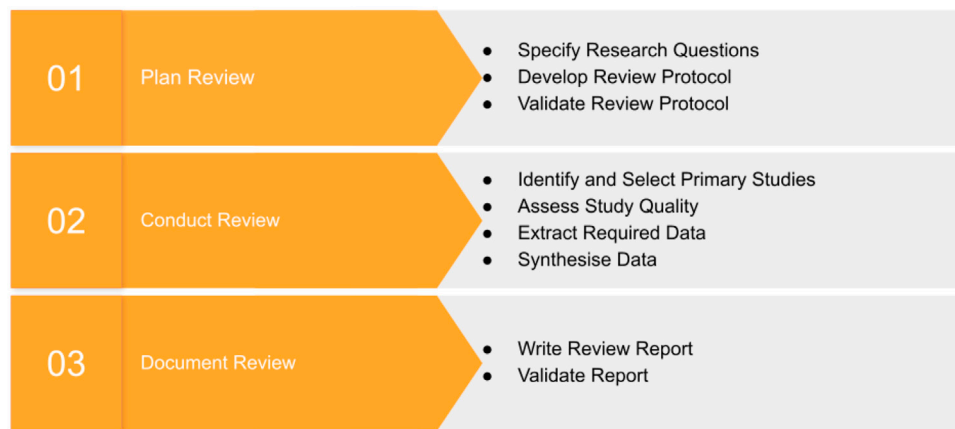 01
Plan Review
● Specify Research Questions
● Develop Review Protocol
● Validate Review Protocol
02
Conduct Review
● Identify and Select Primary Studies
● Assess Study Quality
● Extract Required Data
● Synthesise Data
03
Document Review
● Write Review Report
● Validate Report